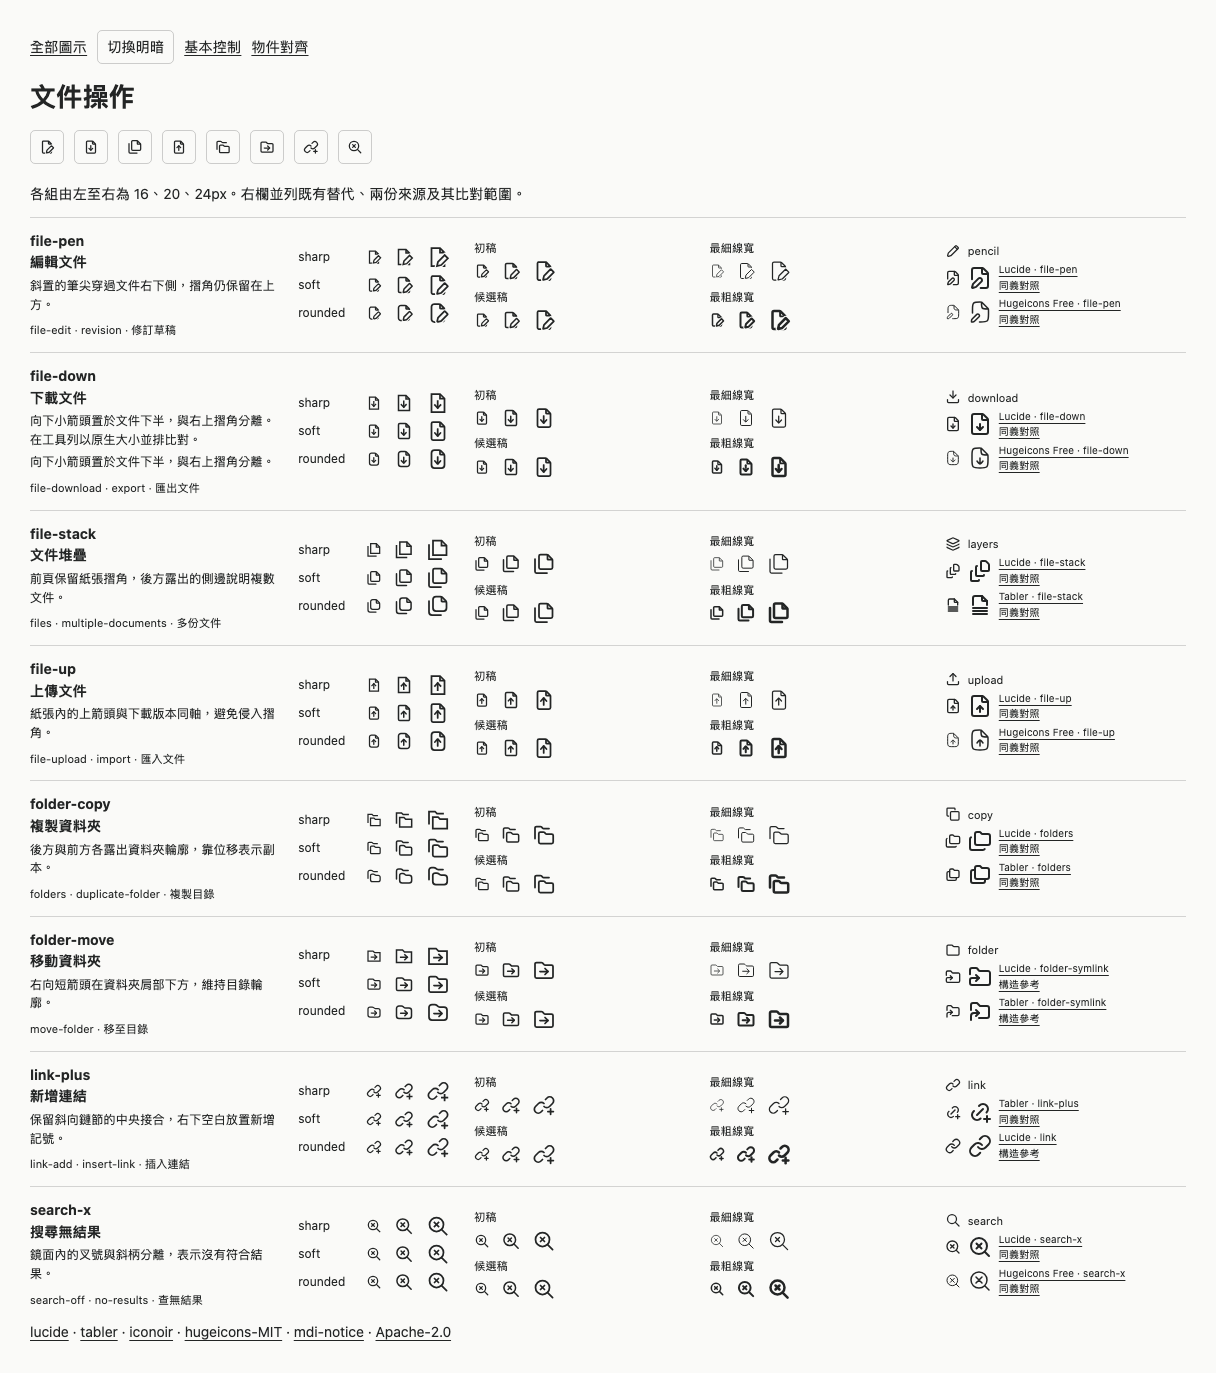 全部圖示 切換明暗 基本控制 物件對齊
文件操作
各組由左至右為 16、20、24px。右欄並列既有替代、兩份來源及其比對範圍。
file-pen
編輯文件
斜置的筆尖穿過文件右下側，摺角仍保留在上
方。
file-edit · revision · 修訂草稿
sharp
soft
rounded
初稿
候選稿
最細線寬
最粗線寬
pencil
Lucide · file-pen
同義對照
Hugeicons Free · file-pen
同義對照
file-down
下載文件
向下小箭頭置於文件下半，與右上摺角分離。
在工具列以原生大小並排比對。
向下小箭頭置於文件下半，與右上摺角分離。
file-download · export · 匯出文件
sharp
soft
rounded
初稿
候選稿
最細線寬
最粗線寬
download
Lucide · file-down
同義對照
Hugeicons Free · file-down
同義對照
file-stack
文件堆疊
前頁保留紙張摺角，後方露出的側邊說明複數
文件。
files · multiple-documents · 多份文件
sharp
soft
rounded
初稿
候選稿
最細線寬
最粗線寬
layers
Lucide · file-stack
同義對照
Tabler · file-stack
同義對照
file-up
上傳文件
紙張內的上箭頭與下載版本同軸，避免侵入摺
角。
file-upload · import · 匯入文件
sharp
soft
rounded
初稿
候選稿
最細線寬
最粗線寬
upload
Lucide · file-up
同義對照
Hugeicons Free · file-up
同義對照
folder-copy
複製資料夾
後方與前方各露出資料夾輪廓，靠位移表示副
本。
folders · duplicate-folder · 複製目錄
sharp
soft
rounded
初稿
候選稿
最細線寬
最粗線寬
copy
Lucide · folders
同義對照
Tabler · folders
同義對照
folder-move
移動資料夾
右向短箭頭在資料夾肩部下方，維持目錄輪
廓。
move-folder · 移至目錄
sharp
soft
rounded
初稿
候選稿
最細線寬
最粗線寬
folder
Lucide · folder-symlink
構造參考
Tabler · folder-symlink
構造參考
link-plus
新增連結
保留斜向鏈節的中央接合，右下空白放置新增
記號。
link-add · insert-link · 插入連結
sharp
soft
rounded
初稿
候選稿
最細線寬
最粗線寬
link
Tabler · link-plus
同義對照
Lucide · link
構造參考
search-x
搜尋無結果
鏡面內的叉號與斜柄分離，表示沒有符合結
果。
search-off · no-results · 查無結果
sharp
soft
rounded
初稿
候選稿
最細線寬
最粗線寬
search
Lucide · search-x
同義對照
Hugeicons Free · search-x
同義對照
lucide · tabler · iconoir · hugeicons-MIT · mdi-notice · Apache-2.0